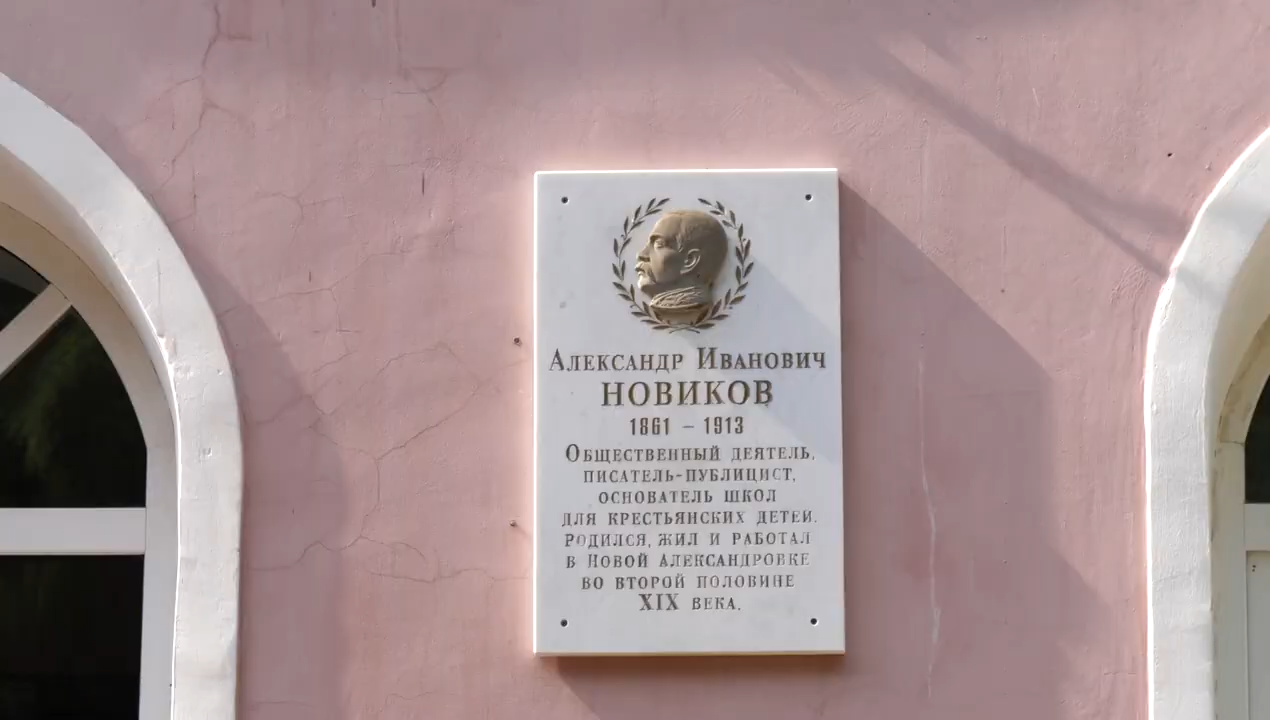 Александр Иванович
НОВИКОВ
1861 – 1913
Общественный деятель,
писатель-публицист,
основатель школ
для крестьянских детей.
Родился, жил и работал
в Новой Александровке
во второй половине
XIX века.